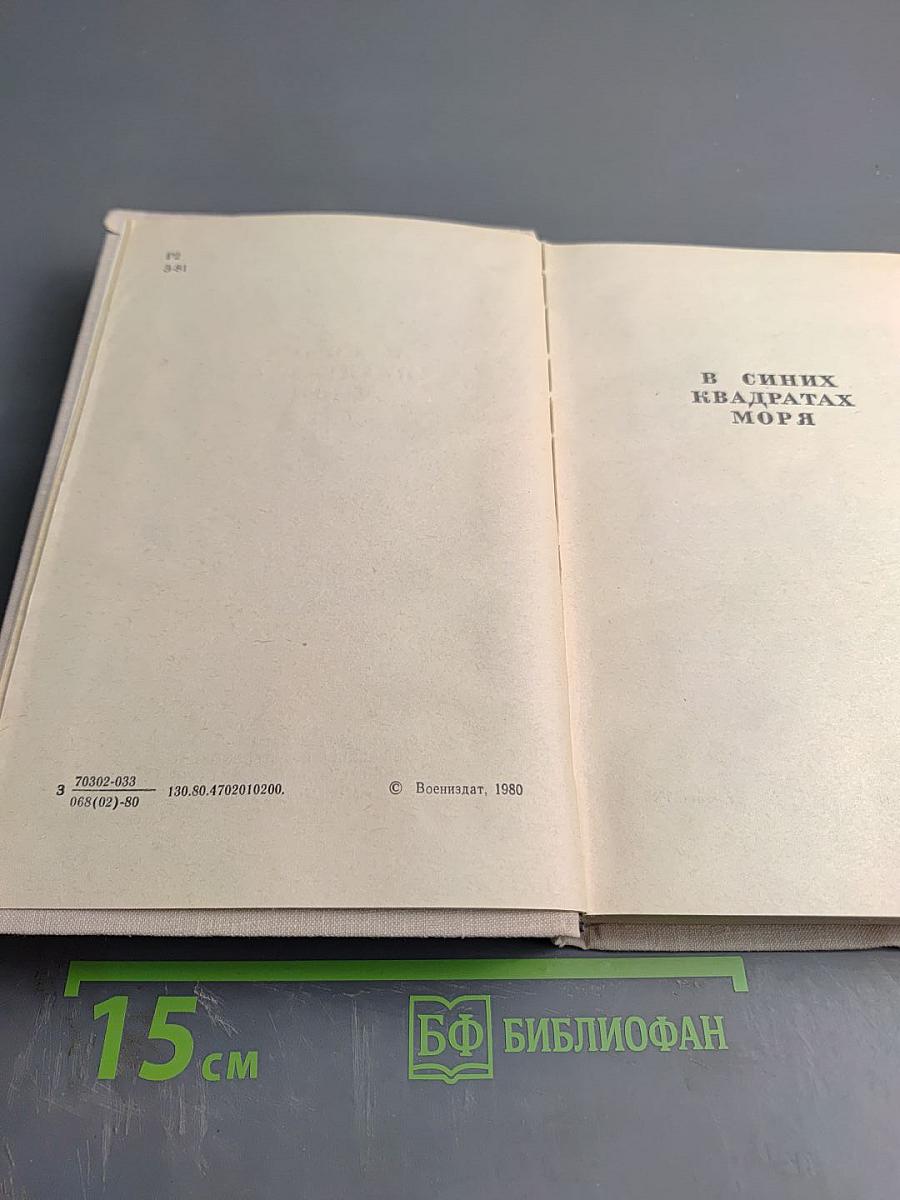 Р2
З-81
В СИНИХ
КВАДРАТАХ
МОРЯ
З 70302-033
068(02)-80 130.80.4702010200.
© Воениздат, 1980
15 см
БФ БИБЛИОФАН